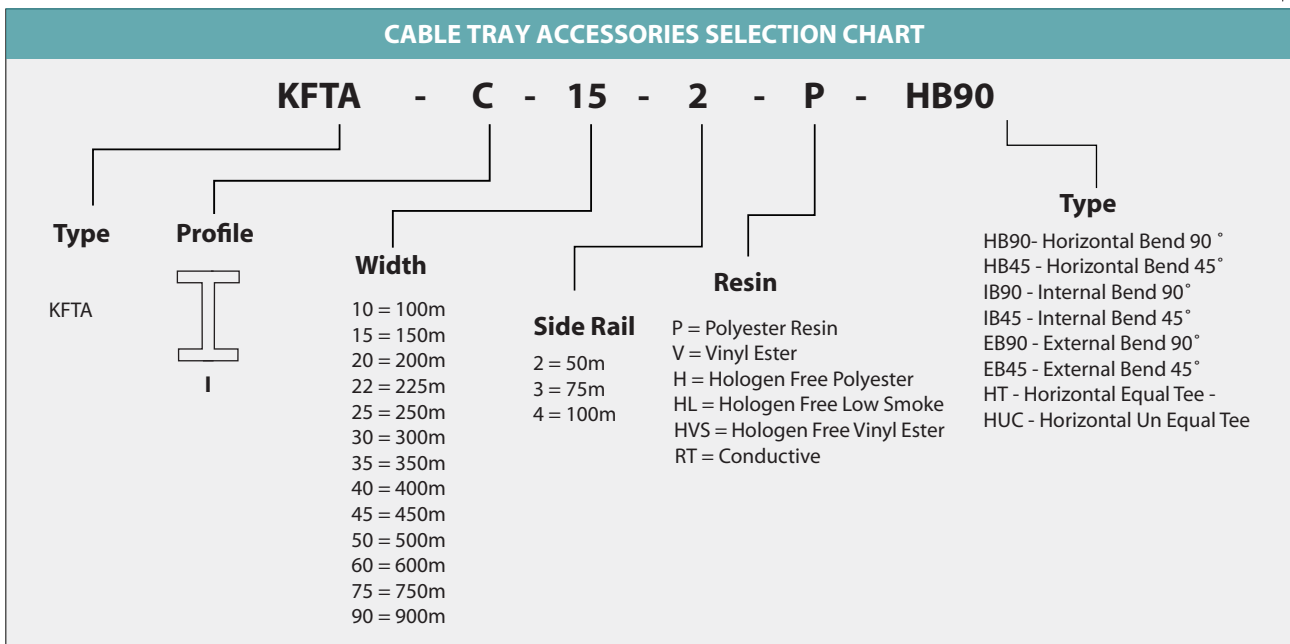 CABLE TRAY ACCESSORIES SELECTION CHART
KFTA - C - 15 - 2 - P - HB90
Type
KFTA
Profile
I
Width
10 = 100m
15 = 150m
20 = 200m
22 = 225m
25 = 250m
30 = 300m
35 = 350m
40 = 400m
45 = 450m
50 = 500m
60 = 600m
75 = 750m
90 = 900m
Side Rail
2 = 50m
3 = 75m
4 = 100m
Resin
P = Polyester Resin
V = Vinyl Ester
H = Hologen Free Polyester
HL = Hologen Free Low Smoke
HVS = Hologen Free Vinyl Ester
RT = Conductive
Type
HB90- Horizontal Bend 90 °
HB45 - Horizontal Bend 45°
IB90 - Internal Bend 90°
IB45 - Internal Bend 45°
EB90 - External Bend 90°
EB45 - External Bend 45°
HT - Horizontal Equal Tee -
HUC - Horizontal Un Equal Tee